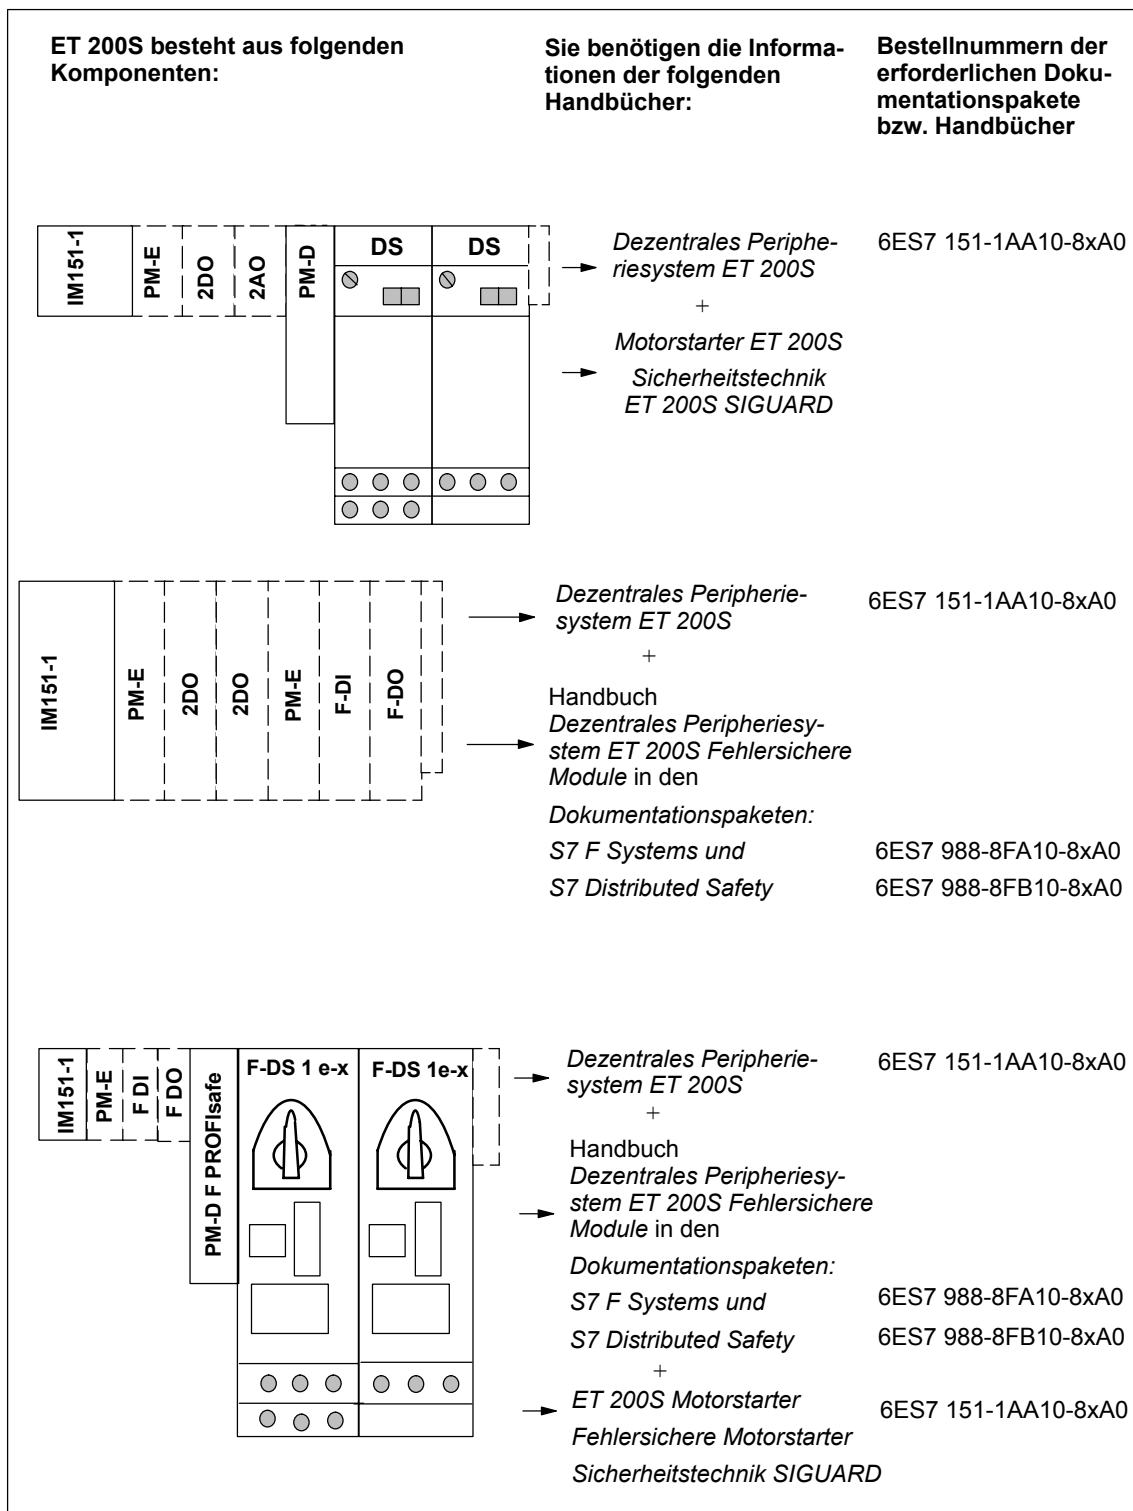 ET 200S besteht aus folgenden
Komponenten:
Sie benötigen die Informa-
tionen der folgenden
Handbücher:
Bestellnummern der
erforderlichen Doku-
mentationspakete
bzw. Handbücher
IM151-1
PM-E
2DO
2AO
PM-D
DS
DS
Dezentrales Periphe-
riesystem ET 200S
6ES7 151-1AA10-8xA0
+
Motorstarter ET 200S
Sicherheitstechnik
ET 200S SIGUARD
IM151-1
PM-E
2DO
2DO
PM-E
F-DI
F-DO
Dezentrales Peripherie-
system ET 200S
6ES7 151-1AA10-8xA0
+
Handbuch
Dezentrales Peripheriesy-
stem ET 200S Fehlersichere
Module in den
Dokumentationspaketen:
S7 F Systems und
6ES7 988-8FA10-8xA0
S7 Distributed Safety
6ES7 988-8FB10-8xA0
IM151-1
PM-E
F DI
F DO
PM-D F PROFIsafe
F-DS 1 e-x
F-DS 1e-x
Dezentrales Peripherie-
system ET 200S
6ES7 151-1AA10-8xA0
+
Handbuch
Dezentrales Peripheriesy-
stem ET 200S Fehlersichere
Module in den
Dokumentationspaketen:
S7 F Systems und
6ES7 988-8FA10-8xA0
S7 Distributed Safety
6ES7 988-8FB10-8xA0
+
ET 200S Motorstarter
6ES7 151-1AA10-8xA0
Fehlersichere Motorstarter
Sicherheitstechnik SIGUARD